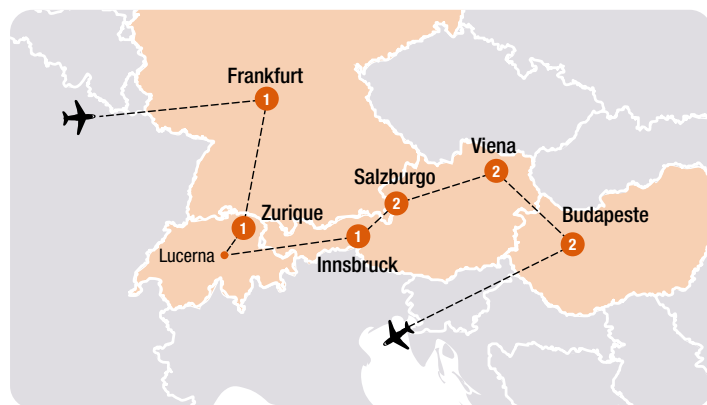 Frankfurt
1
Viena
2
Salzburgo
2
Budapeste
2
Zurique
1
Lucerna
1
Innsbruck